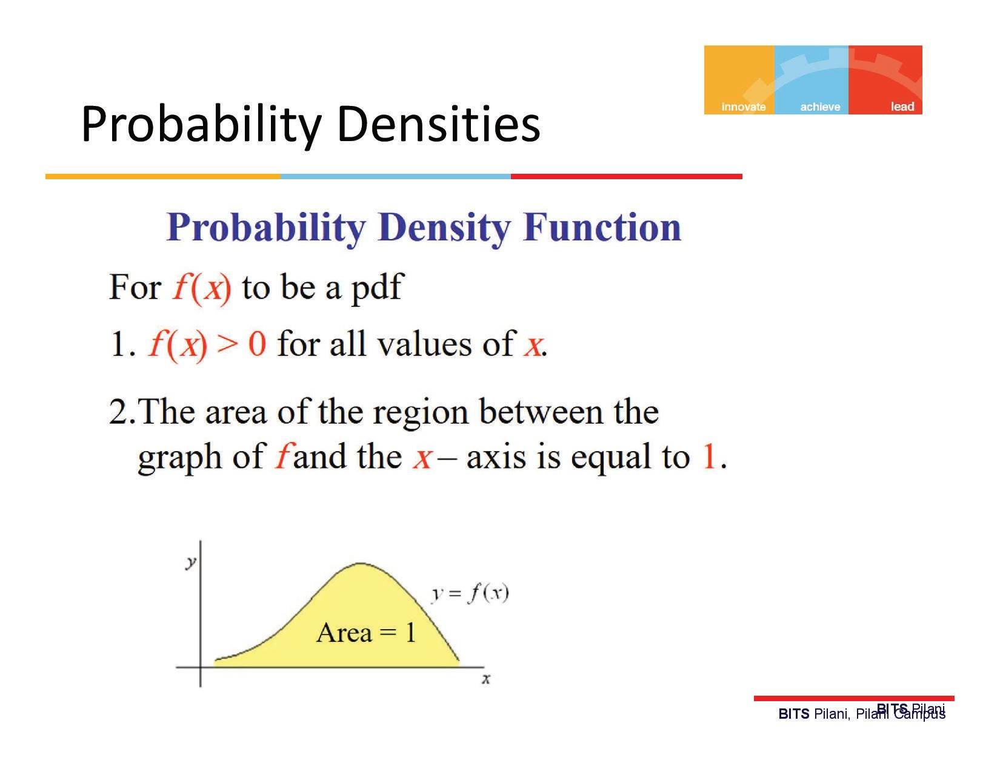 innovate achieve lead
Probability Densities
Probability Density Function
For f(x) to be a pdf
1. f(x) > 0 for all values of x.
2.The area of the region between the
graph of f and the x – axis is equal to 1.
y
y = f(x)
Area = 1
x
BITS Pilani
BITS Pilani, Pilani Campus